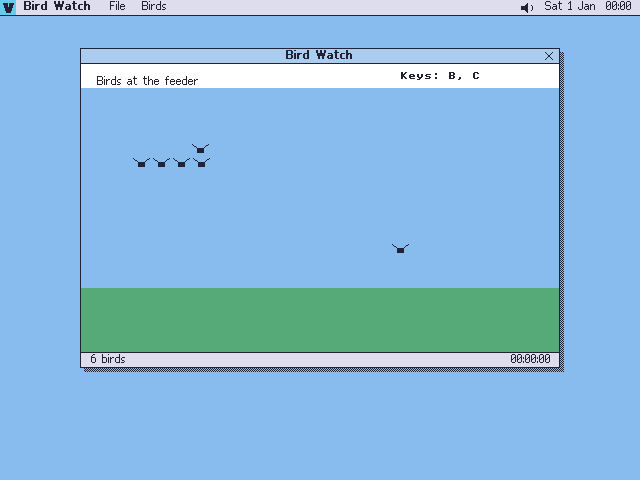 Bird Watch File Birds Sat 1 Jan 00:00
Bird Watch
Birds at the feeder Keys: B, C
6 birds 00:00:00